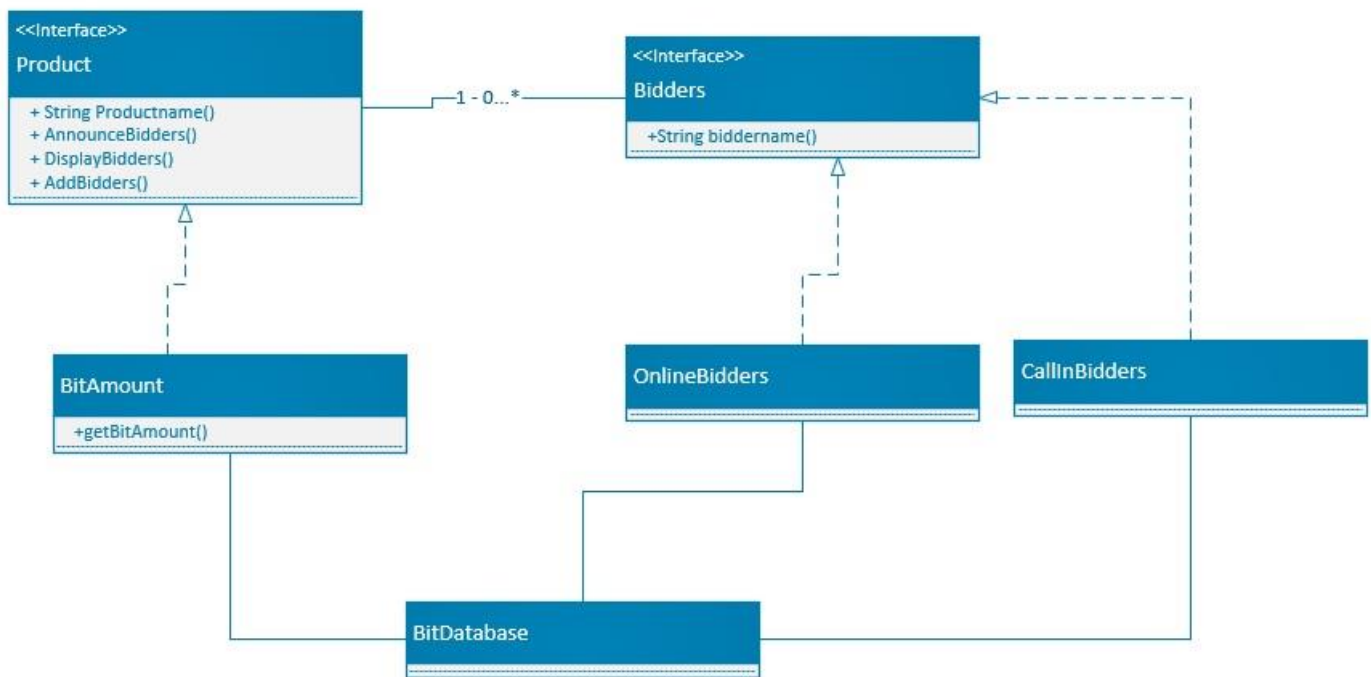 <<Interface>>
Product
+ String Productname()
+ AnnounceBidders()
+ DisplayBidders()
+ AddBidders()
1 - 0...*
<<Interface>>
Bidders
+String biddername()
BitAmount
+getBitAmount()
OnlineBidders
CallInBidders
BitDatabase